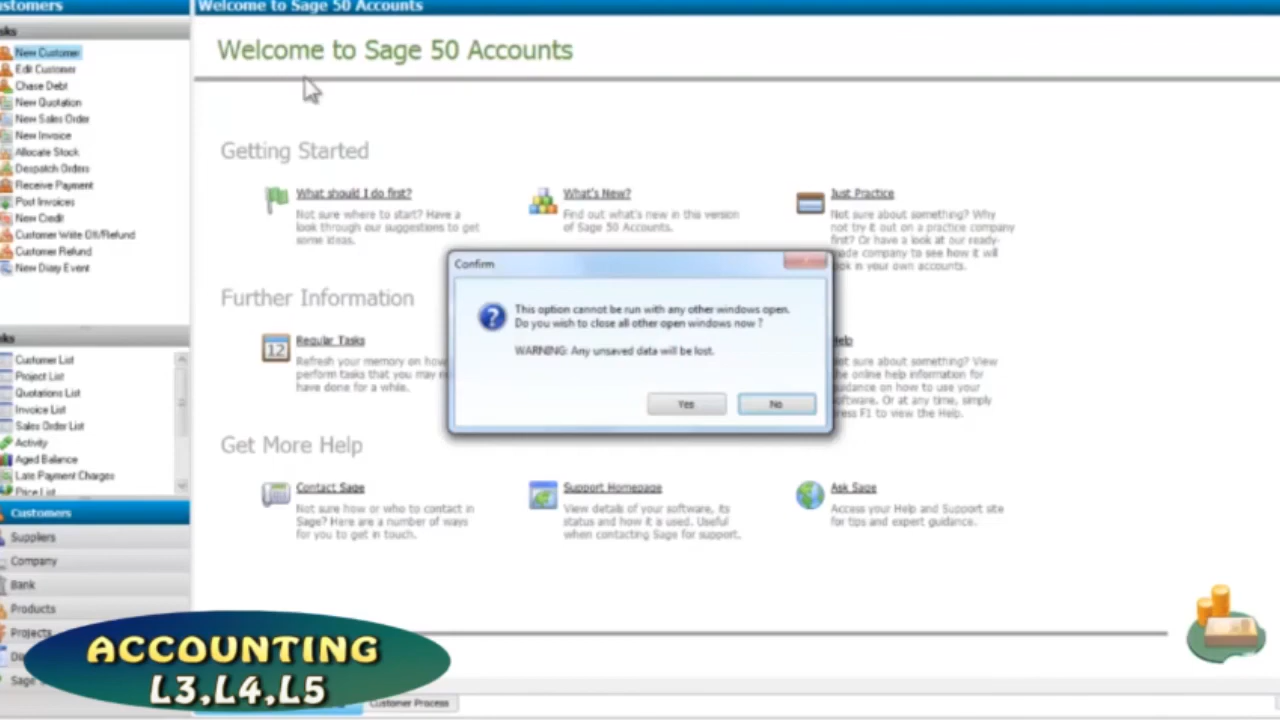 ustomers
Welcome to Sage 50 Accounts
sks
New Customer
Edit Customer
Chase Debt
New Quotation
New Sales Order
New Invoice
Allocate Stock
Despatch Orders
Receive Payment
Post Invoices
New Credit
Customer Write Off/Refund
Customer Refund
New Diary Event
nks
Customer List
Project List
Quotations List
Invoice List
Sales Order List
Activity
Aged Balance
Late Payment Charges
Price List
Customers
Suppliers
Company
Bank
Products
Projects
Di
Sage
Welcome to Sage 50 Accounts
Getting Started
What should I do first?
Not sure where to start? Have a
look through our suggestions to get
some ideas.
What's New?
Find out what's new in this version
of Sage 50 Accounts.
Just Practice
Not sure about something? Why
not try it out on a practice company
first? Or have a look at our ready-
made company to see how it will
ook in your own accounts.
Further Information
12
Regular Tasks
Refresh your memory on how
perform tasks that you may n
have done for a while.
Help
ot sure about something? View
he online help information for
uidance on how to use your
oftware. Or at any time, simply
ress F1 to view the Help.
Confirm
?
This option cannot be run with any other windows open.
Do you wish to close all other open windows now ?
WARNING: Any unsaved data will be lost.
Yes
No
Get More Help
Contact Sage
Not sure how or who to contact in
Sage? Here are a number of ways
for you to get in touch.
Support Homepage
View details of your software, its
status and how it is used. Useful
when contacting Sage for support.
Ask Sage
Access your Help and Support site
for tips and expert guidance.
ACCOUNTING
L3,L4,L5
Customer Process